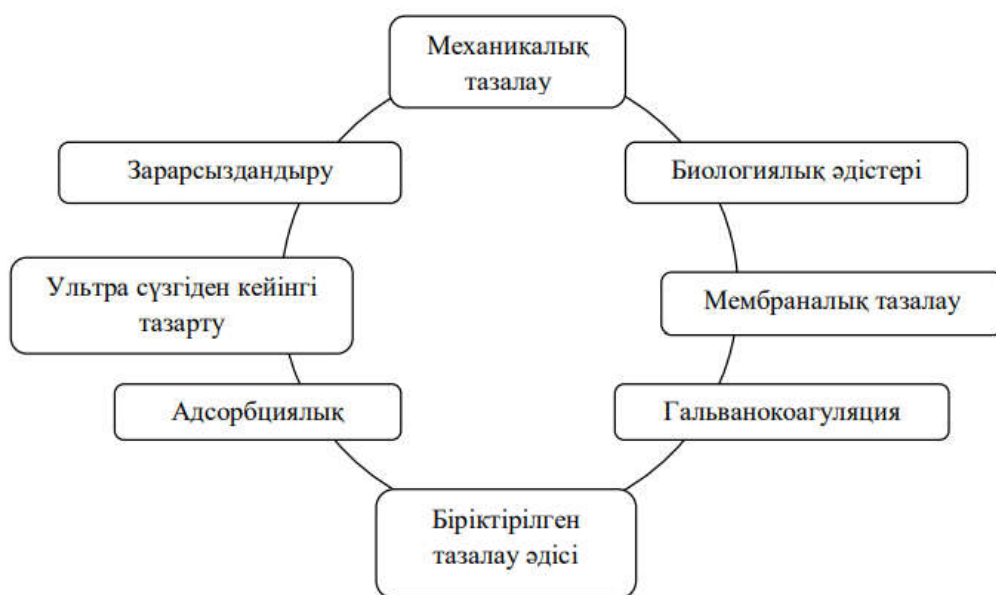 Механикалық
тазалау
Зарарсыздандыру
Биологиялық әдістері
Ультра сүзгіден кейінгі
тазарту
Мембраналық тазалау
Адсорбциялық
Гальванокоагуляция
Біріктірілген
тазалау әдісі